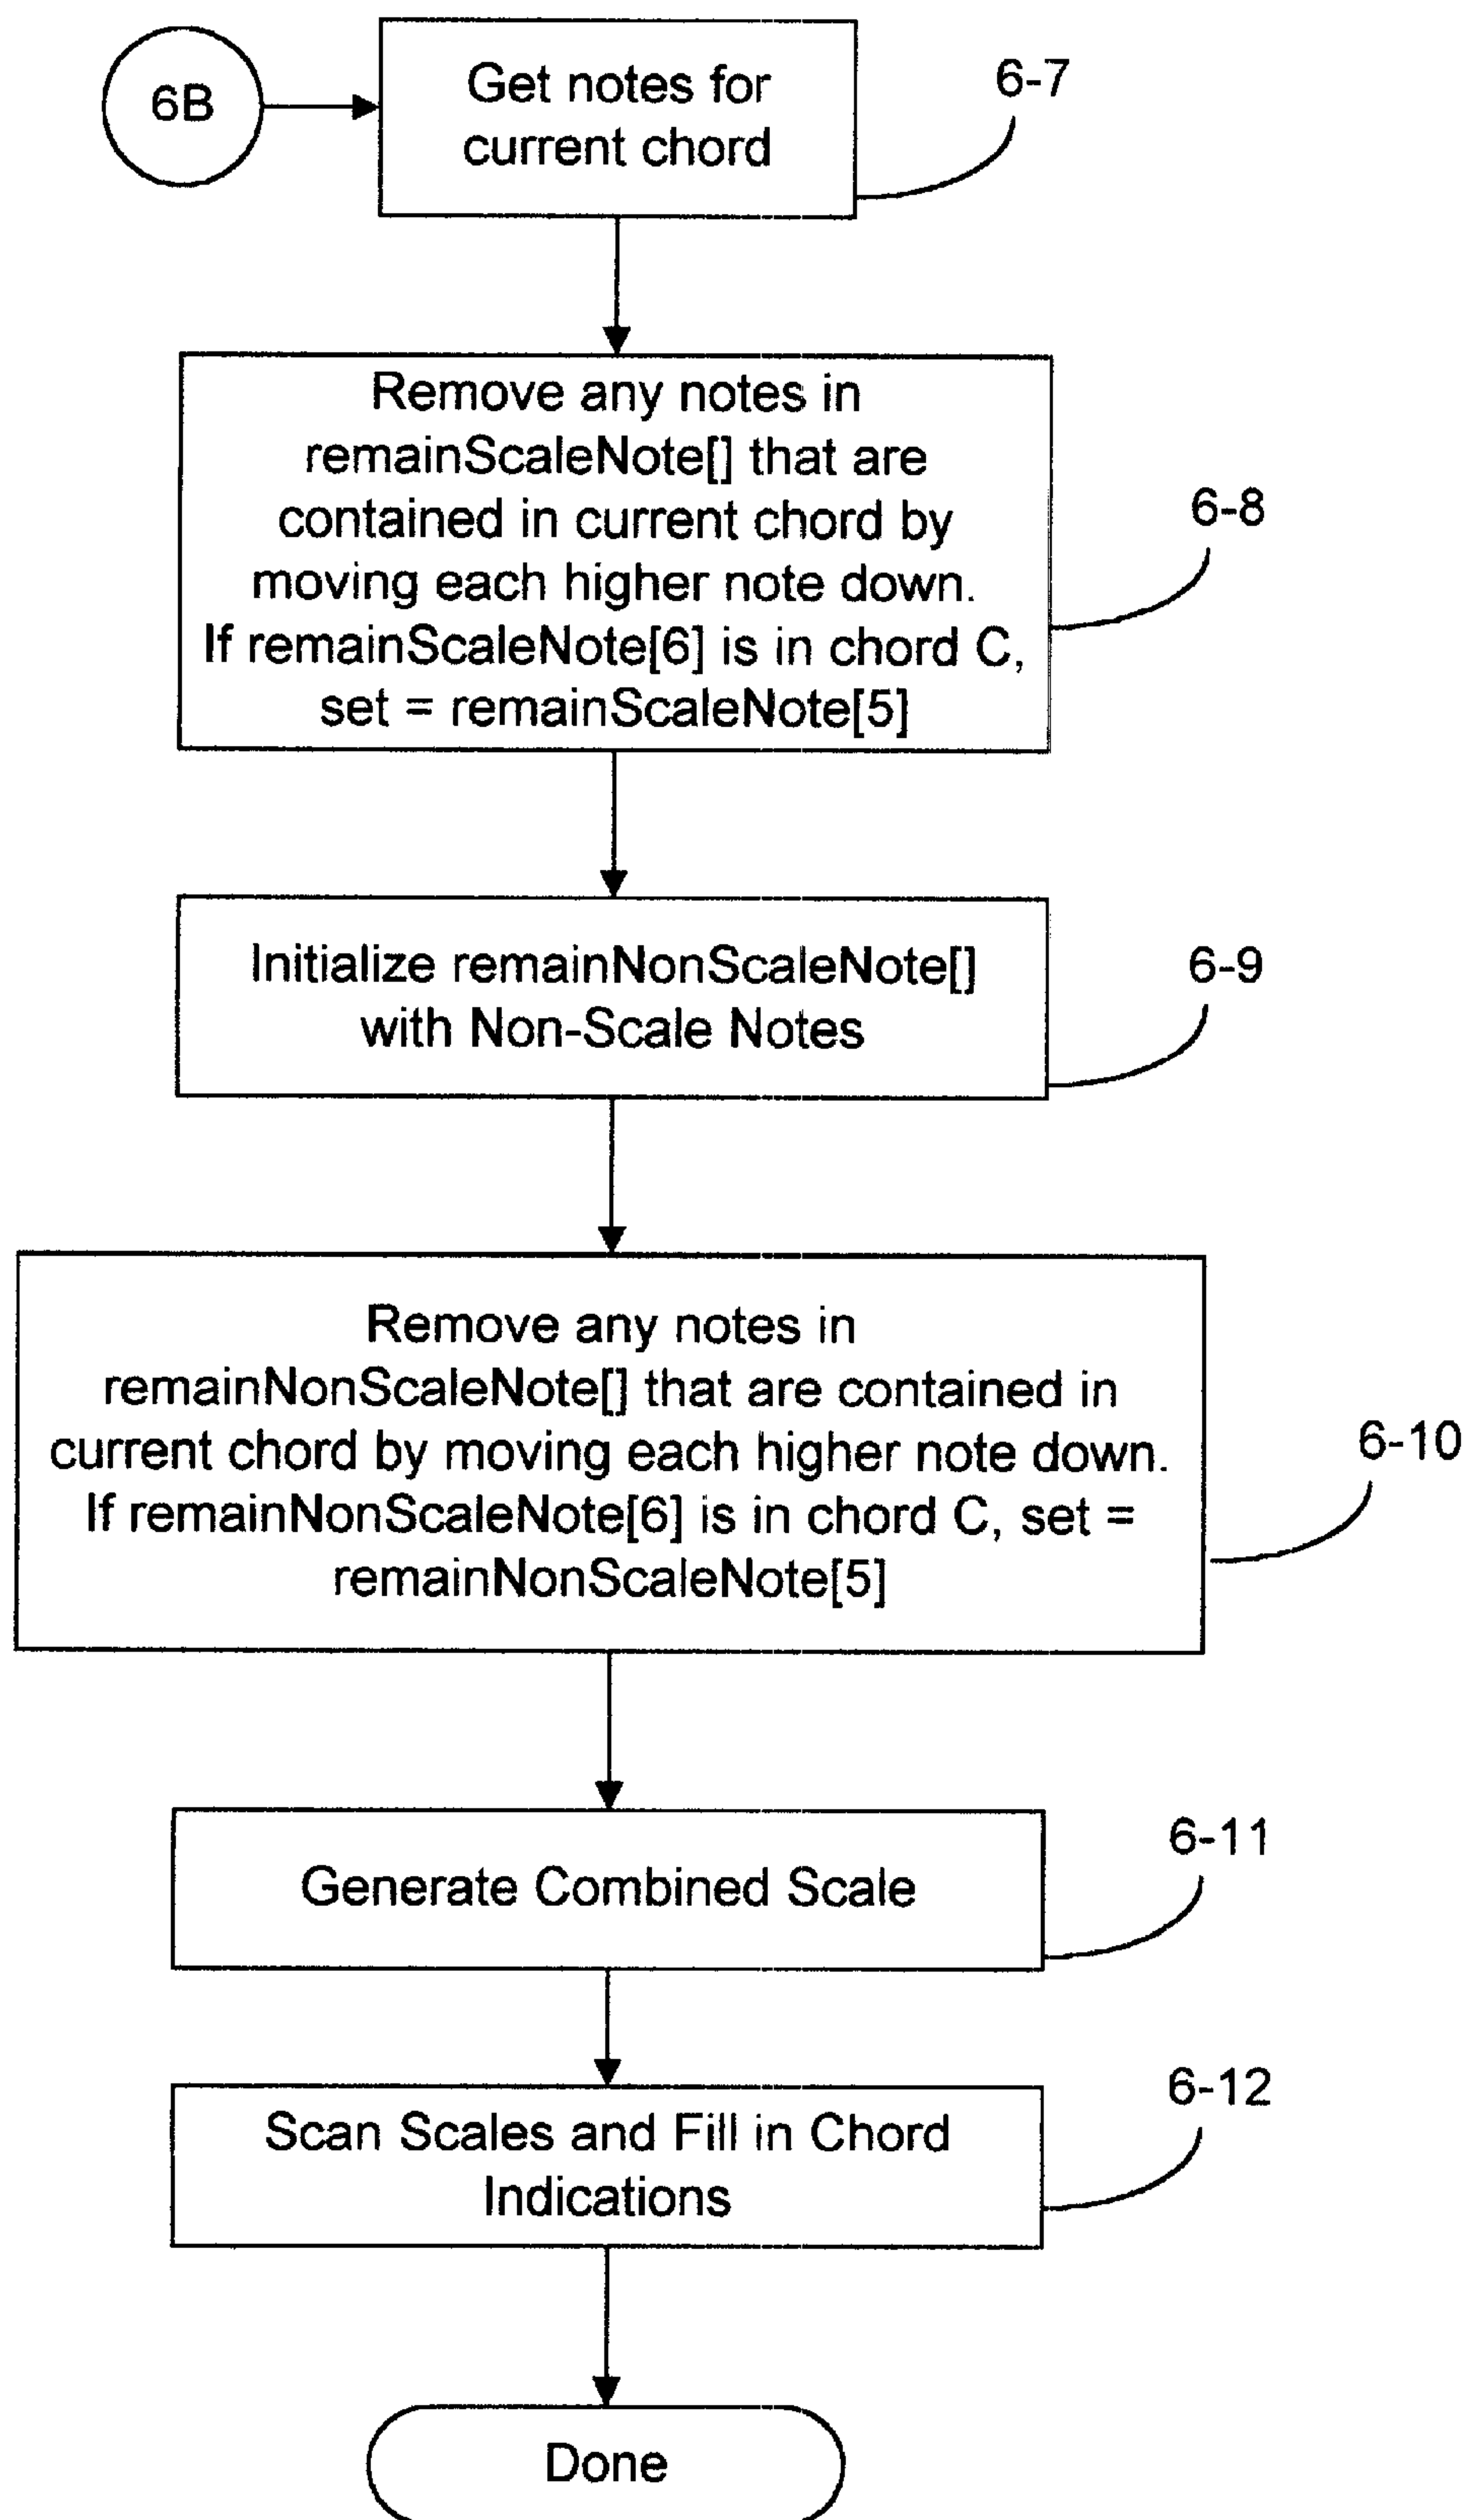 6B
Get notes for
current chord
6-7
Remove any notes in
remainScaleNote[] that are
contained in current chord by
moving each higher note down.
If remainScaleNote[6] is in chord C,
set = remainScaleNote[5]
6-8
Initialize remainNonScaleNote[]
with Non-Scale Notes
6-9
Remove any notes in
remainNonScaleNote[] that are contained in
current chord by moving each higher note down.
If remainNonScaleNote[6] is in chord C, set =
remainNonScaleNote[5]
6-10
Generate Combined Scale
6-11
Scan Scales and Fill in Chord
Indications
6-12
Done